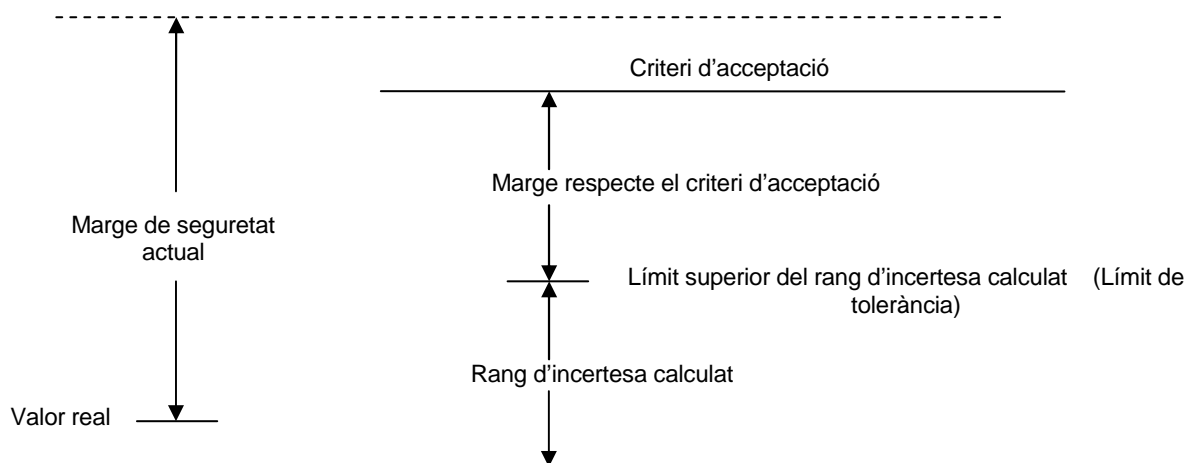 Criteri d’acceptació
Marge respecte el criteri d’acceptació
Marge de seguretat
actual
Límit superior del rang d’incertesa calculat (Límit de
tolerància)
Rang d’incertesa calculat
Valor real